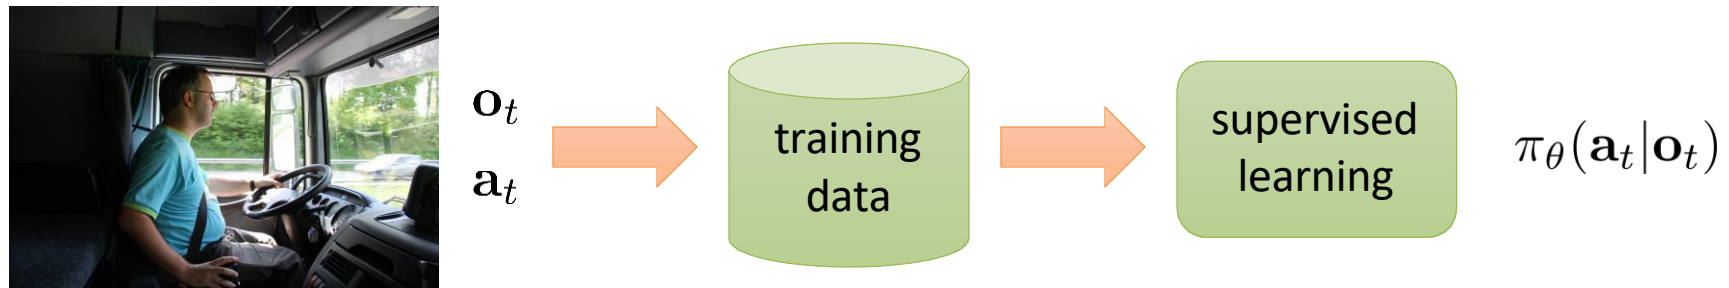 o_t
a_t
training
data
supervised
learning
π_θ(a_t|o_t)